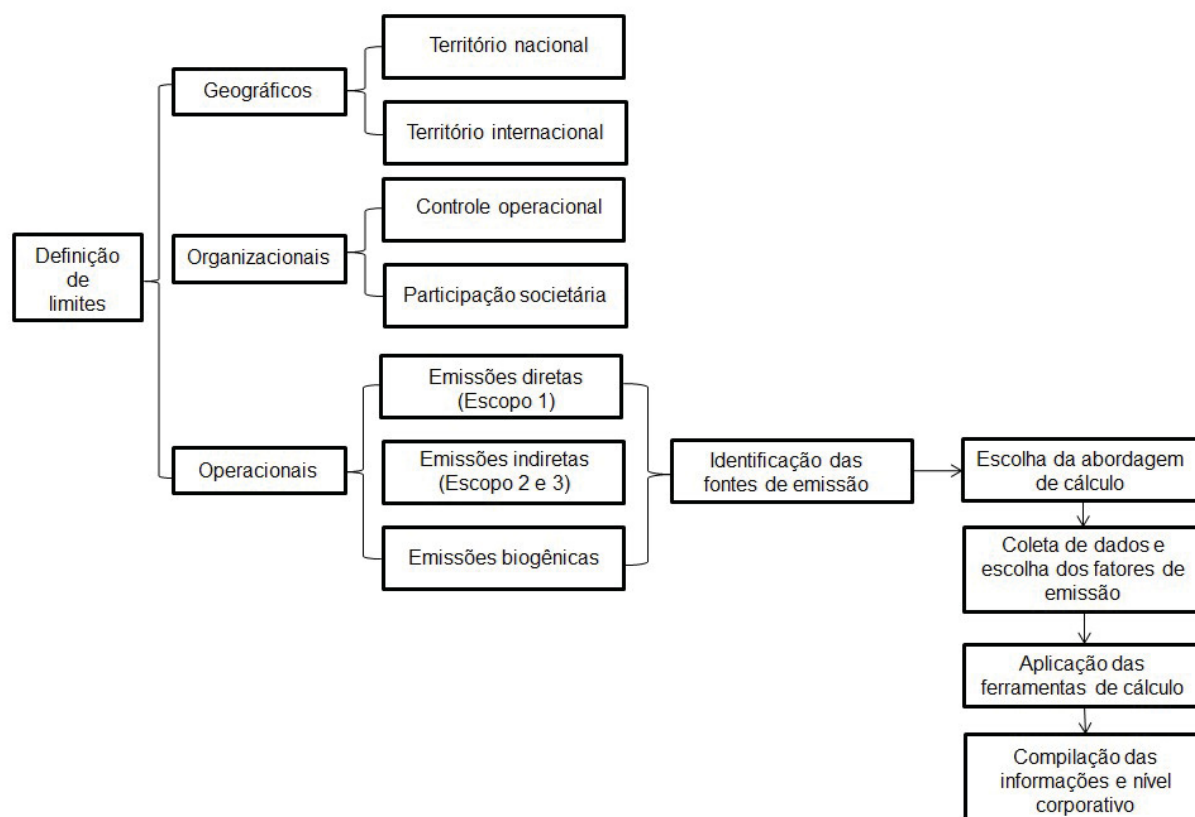 Definição
de
limites
Geográficos
Território nacional
Território internacional
Organizacionais
Controle operacional
Participação societária
Operacionais
Emissões diretas
(Escopo 1)
Emissões indiretas
(Escopo 2 e 3)
Emissões biogênicas
Identificação das
fontes de emissão
Escolha da abordagem
de cálculo
Coleta de dados e
escolha dos fatores de
emissão
Aplicação das
ferramentas de cálculo
Compilação das
informações e nível
corporativo